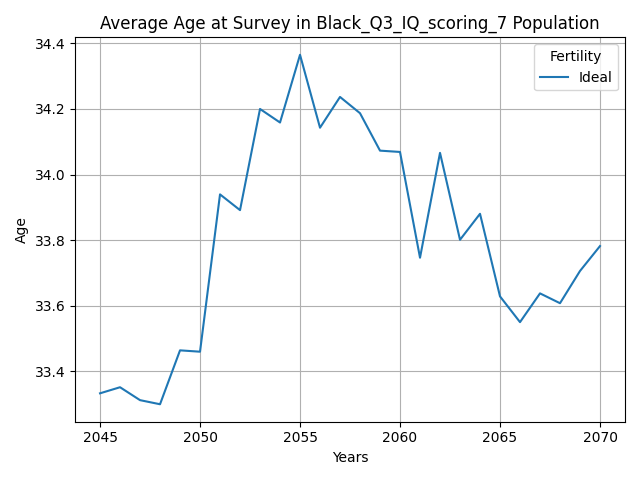 Average Age at Survey in Black_Q3_IQ_scoring_7 Population
Fertility
Ideal
34.4
34.2
34.0
33.8
33.6
33.4
Age
2045 2050 2055 2060 2065 2070
Years